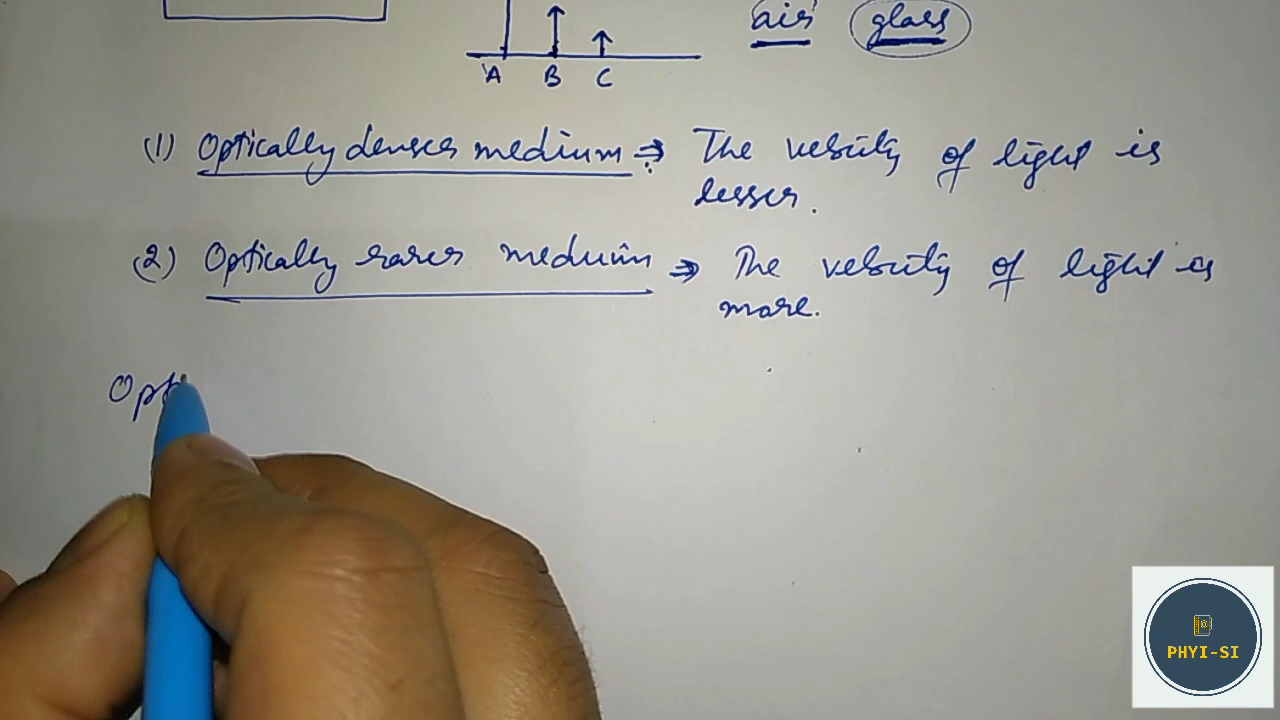 air glass
A B C
(1) Optically denser medium ⇒ The velocity of light is
lesser.
(2) Optically rarer medium ⇒ The velocity of light is
more.
Opt
PHYI-SI